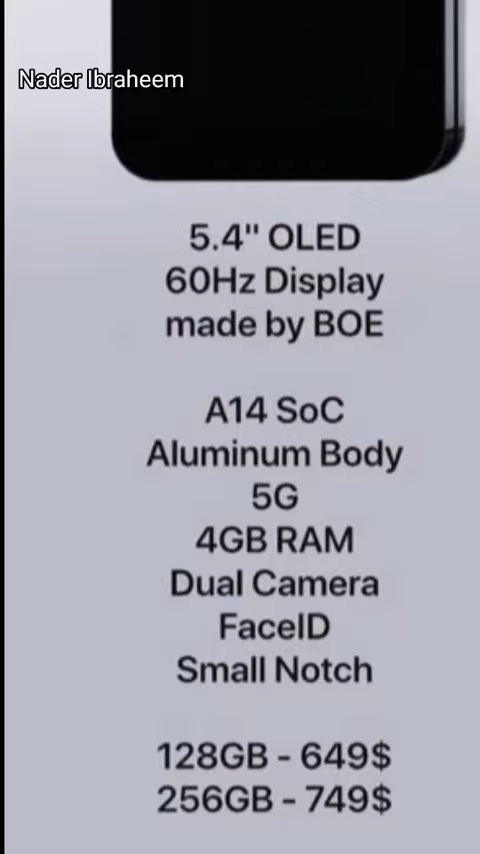 Nader Ibraheem
5.4" OLED
60Hz Display
made by BOE
A14 SoC
Aluminum Body
5G
4GB RAM
Dual Camera
FaceID
Small Notch
128GB - 649$
256GB - 749$